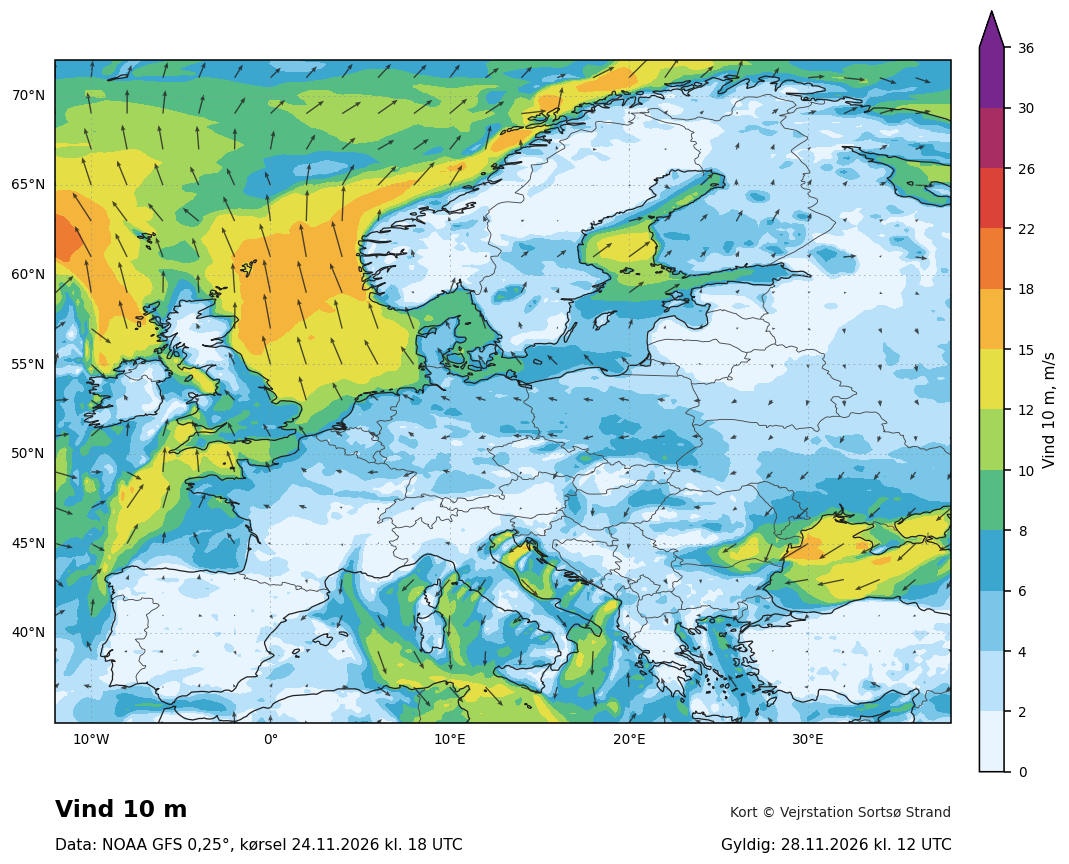 36
30
26
22
18
15
12
10
8
6
4
2
0
Vind 10 m, m/s
70°N
65°N
60°N
55°N
50°N
45°N
40°N
10°W 0° 10°E 20°E 30°E
Vind 10 m
Kort © Vejrstation Sortsø Strand
Data: NOAA GFS 0,25°, kørsel 24.11.2026 kl. 18 UTC
Gyldig: 28.11.2026 kl. 12 UTC